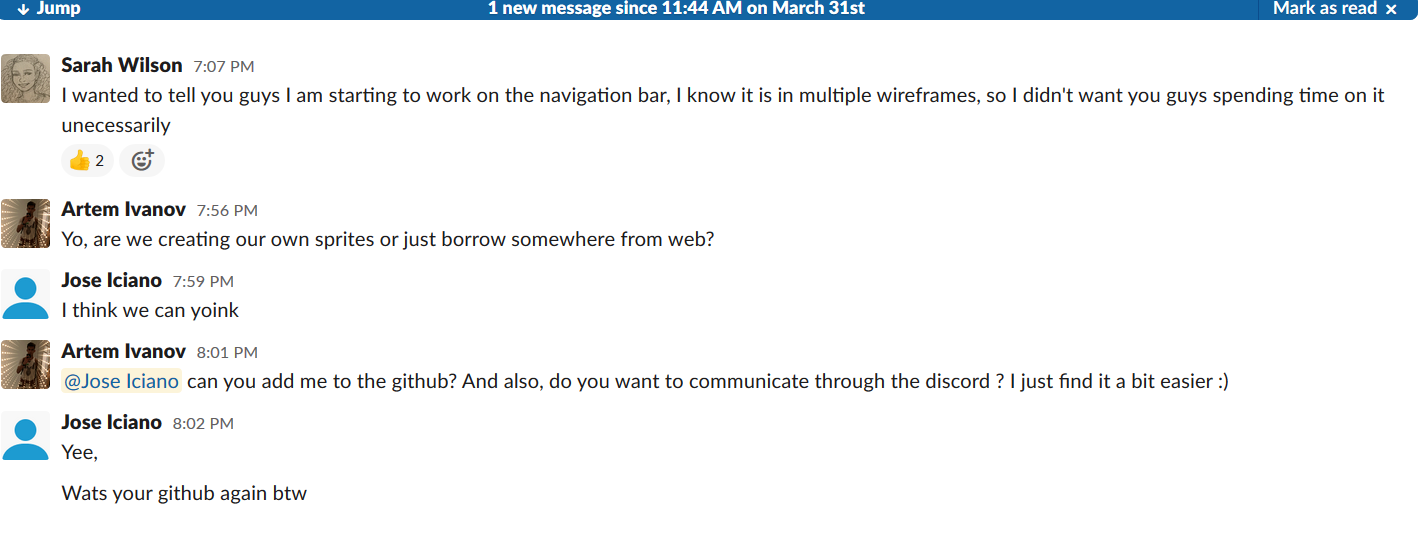 Jump
1 new message since 11:44 AM on March 31st
Mark as read ×
Sarah Wilson 7:07 PM
I wanted to tell you guys I am starting to work on the navigation bar, I know it is in multiple wireframes, so I didn't want you guys spending time on it
unecessarily
👍 2
Artem Ivanov 7:56 PM
Yo, are we creating our own sprites or just borrow somewhere from web?
Jose Iciano 7:59 PM
I think we can yoink
Artem Ivanov 8:01 PM
@Jose Iciano can you add me to the github? And also, do you want to communicate through the discord ? I just find it a bit easier :)
Jose Iciano 8:02 PM
Yee,
Wats your github again btw